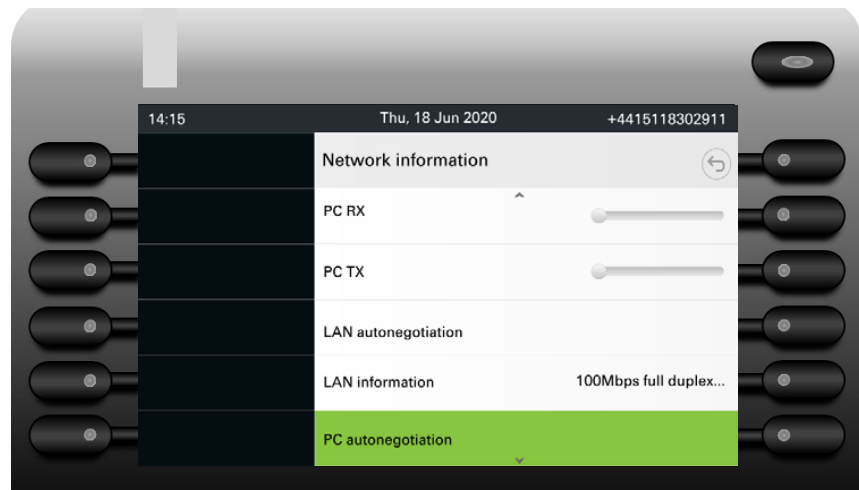 14:15 Thu, 18 Jun 2020 +4415118302911
Network information
PC RX
PC TX
LAN autonegotiation
LAN information 100Mbps full duplex...
PC autonegotiation